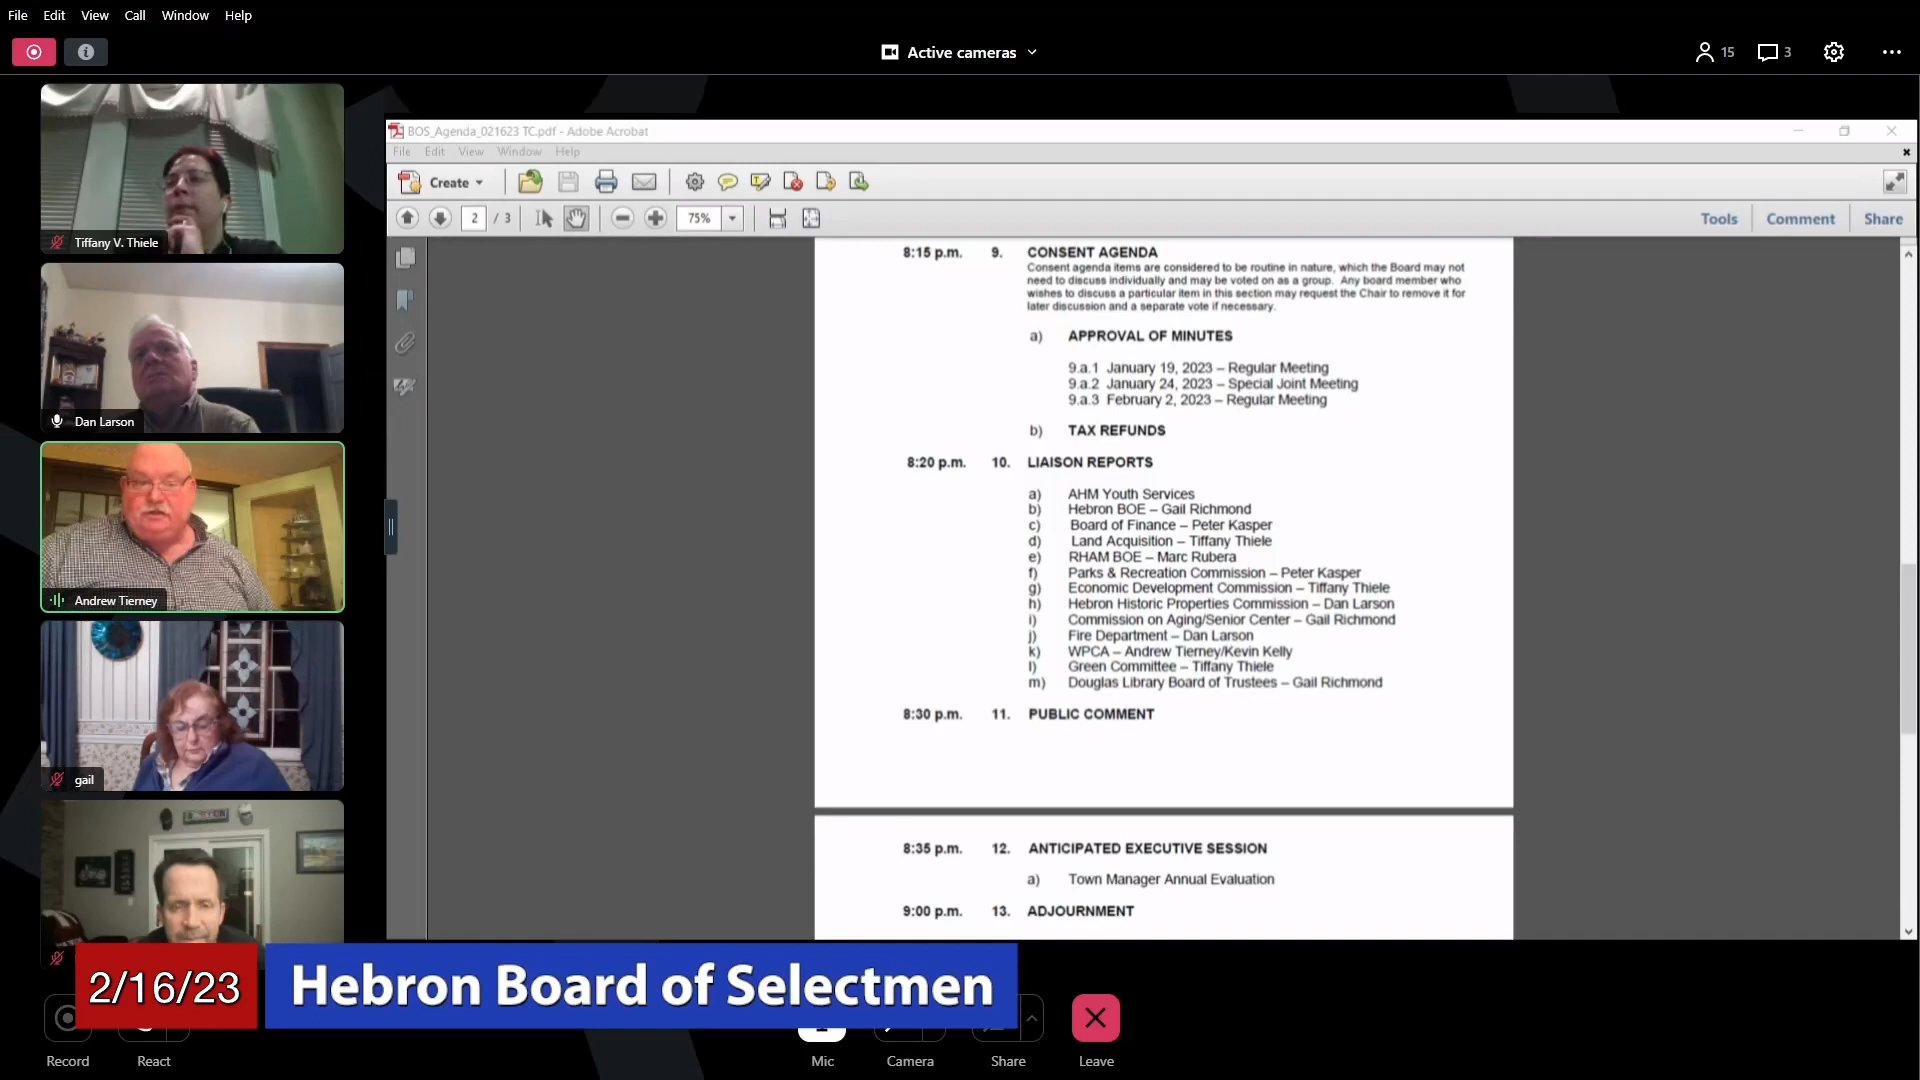 File Edit View Call Window Help
Active cameras
15
3
Tiffany V. Thiele
Dan Larson
Andrew Tierney
gail
BOS_Agenda_021623 TC.pdf - Adobe Acrobat
File Edit View Window Help
Create
2 / 3
75%
Tools Comment Share
8:15 p.m. 9. CONSENT AGENDA
Consent agenda items are considered to be routine in nature, which the Board may not
need to discuss individually and may be voted on as a group. Any board member who
wishes to discuss a particular item in this section may request the Chair to remove it for
later discussion and a separate vote if necessary.
a) APPROVAL OF MINUTES
9.a.1 January 19, 2023 – Regular Meeting
9.a.2 January 24, 2023 – Special Joint Meeting
9.a.3 February 2, 2023 – Regular Meeting
b) TAX REFUNDS
8:20 p.m. 10. LIAISON REPORTS
a) AHM Youth Services
b) Hebron BOE – Gail Richmond
c) Board of Finance – Peter Kasper
d) Land Acquisition – Tiffany Thiele
e) RHAM BOE – Marc Rubera
f) Parks & Recreation Commission – Peter Kasper
g) Economic Development Commission – Tiffany Thiele
h) Hebron Historic Properties Commission – Dan Larson
i) Commission on Aging/Senior Center – Gail Richmond
j) Fire Department – Dan Larson
k) WPCA – Andrew Tierney/Kevin Kelly
l) Green Committee – Tiffany Thiele
m) Douglas Library Board of Trustees – Gail Richmond
8:30 p.m. 11. PUBLIC COMMENT
8:35 p.m. 12. ANTICIPATED EXECUTIVE SESSION
a) Town Manager Annual Evaluation
9:00 p.m. 13. ADJOURNMENT
2/16/23 Hebron Board of Selectmen
Record React Mic Camera Share Leave